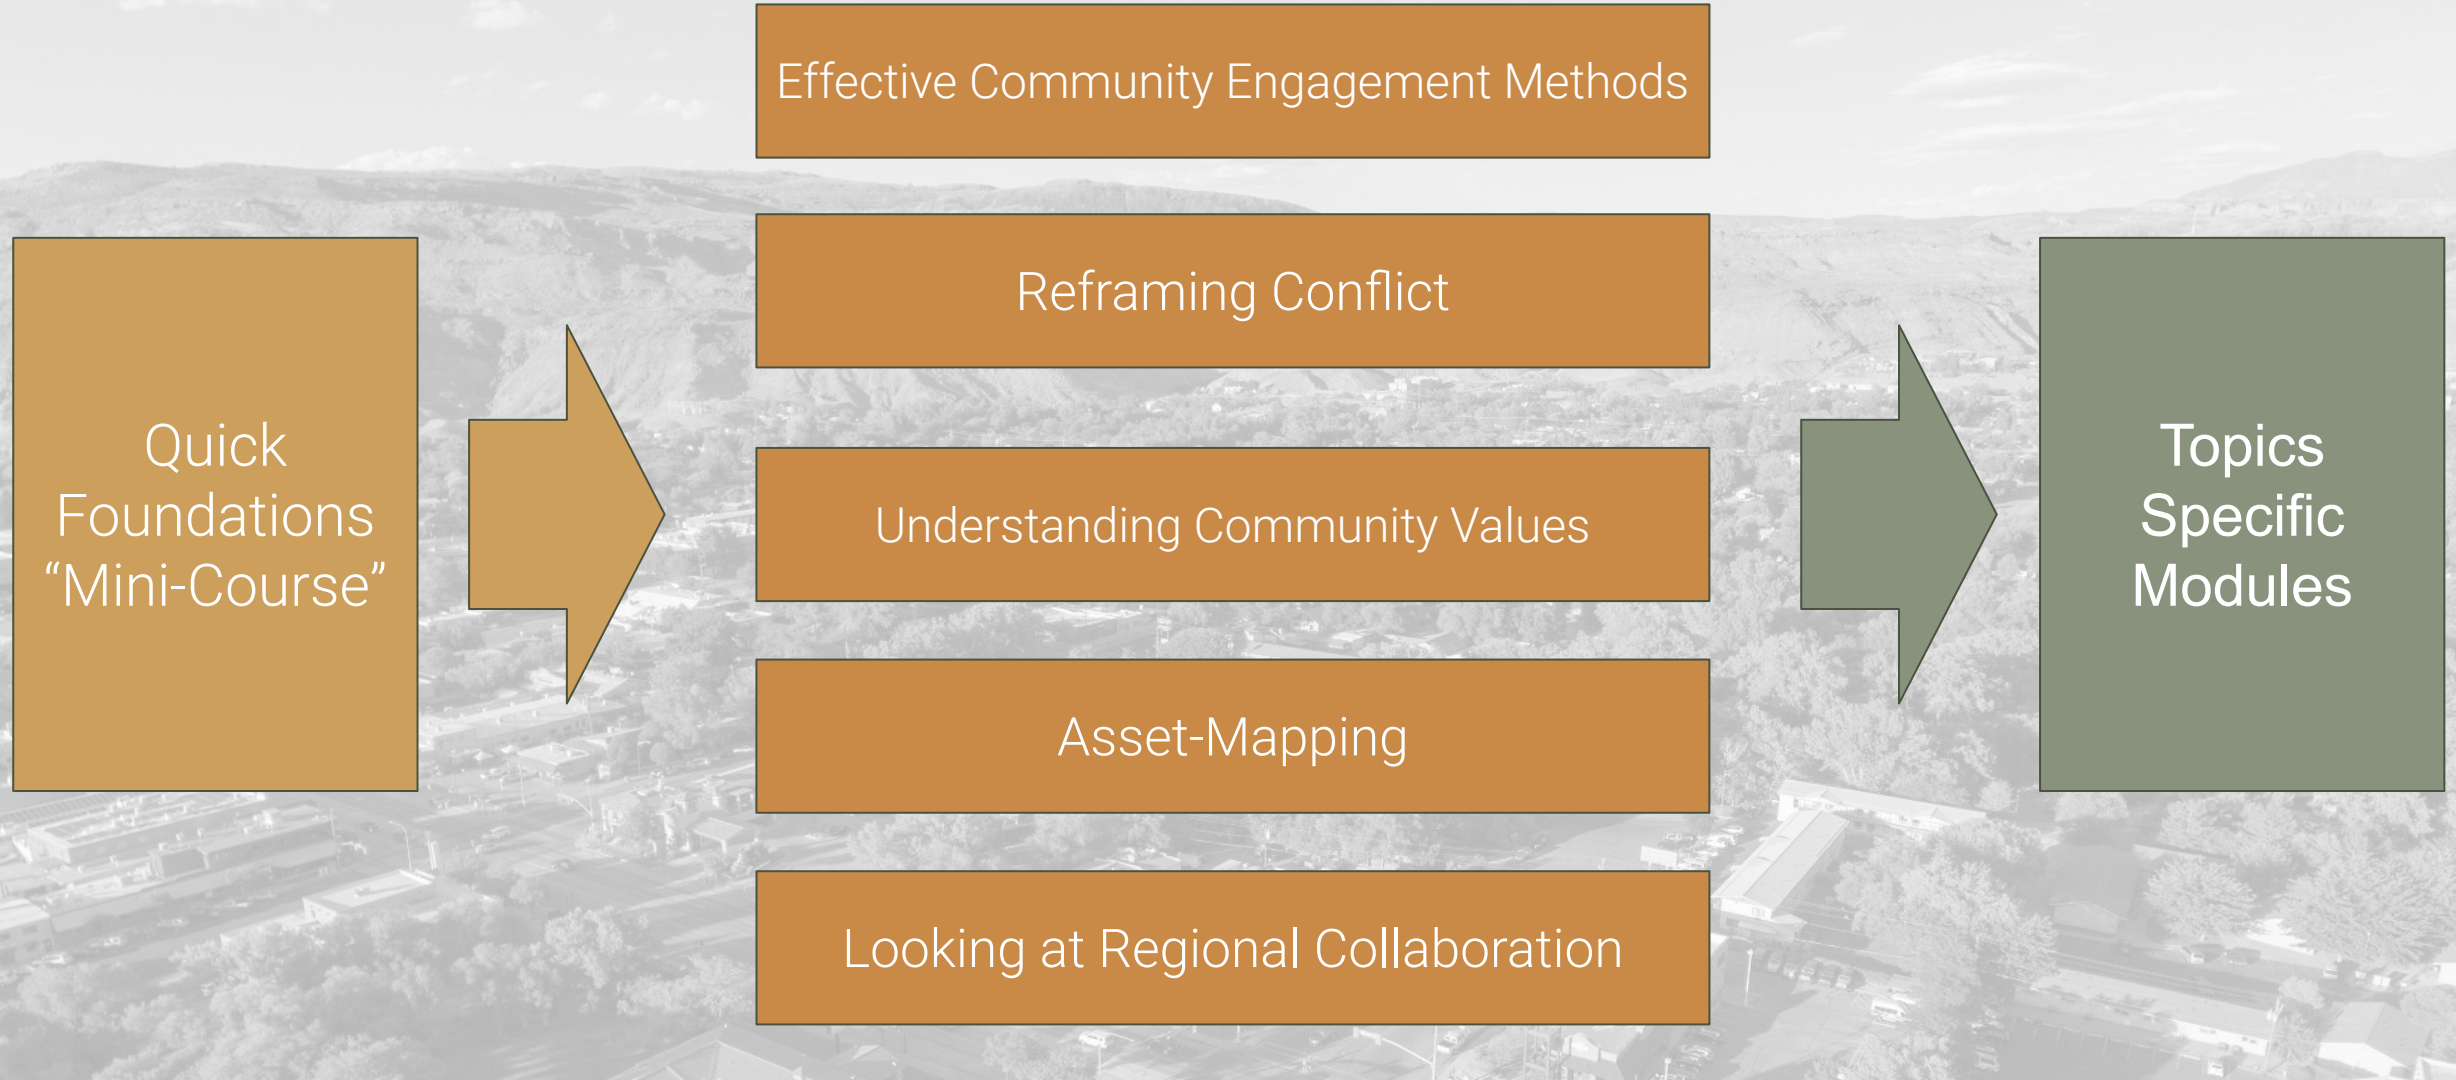 Quick
Foundations
“Mini-Course”
Effective Community Engagement Methods
Reframing Conflict
Understanding Community Values
Asset-Mapping
Looking at Regional Collaboration
Topics
Specific
Modules